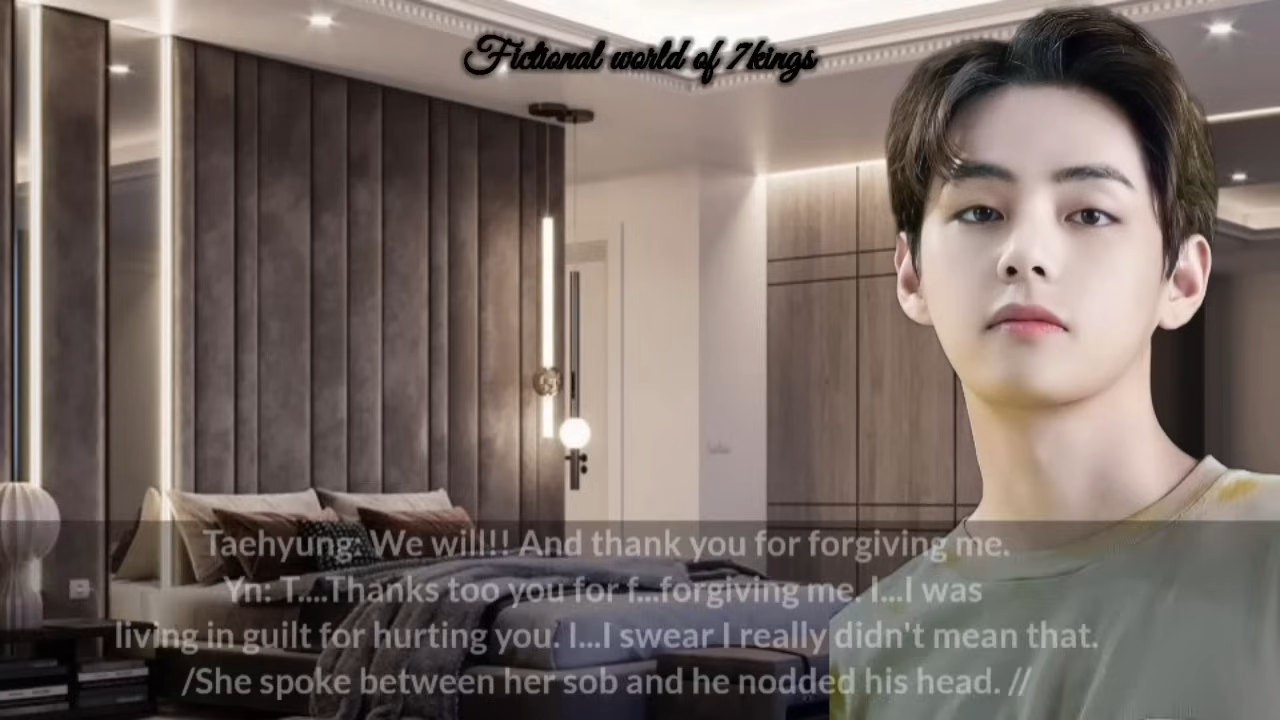 Fictional world of 7kings
Taehyung: We will!! And thank you for forgiving me.
Yn: T....Thanks too you for f...forgiving me. I...I was
living in guilt for hurting you. I...I swear I really didn't mean that.
/She spoke between her sob and he nodded his head. //